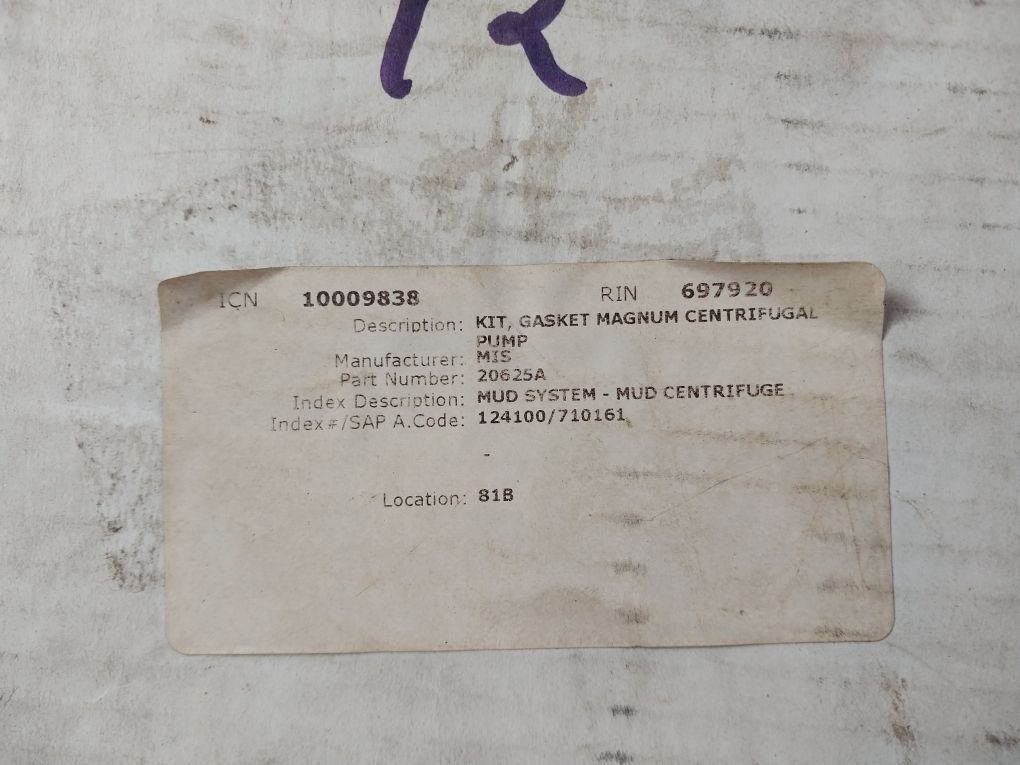 R
ICN 10009838 RIN 697920
Description: KIT, GASKET MAGNUM CENTRIFUGAL
PUMP
Manufacturer: MIS
Part Number: 20625A
Index Description: MUD SYSTEM - MUD CENTRIFUGE
Index#/SAP A.Code: 124100/710161
-
Location: 81B